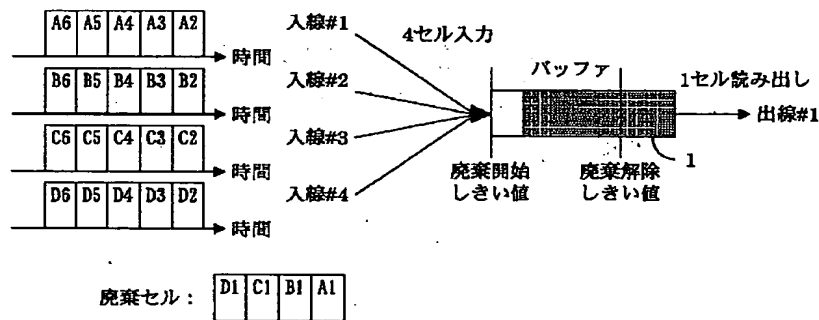 A6 A5 A4 A3 A2
時間
B6 B5 B4 B3 B2
時間
C6 C5 C4 C3 C2
時間
D6 D5 D4 D3 D2
時間
入線#1
入線#2
入線#3
入線#4
4セル入力
バッファ
1セル読み出し
出線#1
廃棄開始
しきい値
廃棄解除
しきい値
1
廃棄セル： D1 C1 B1 A1